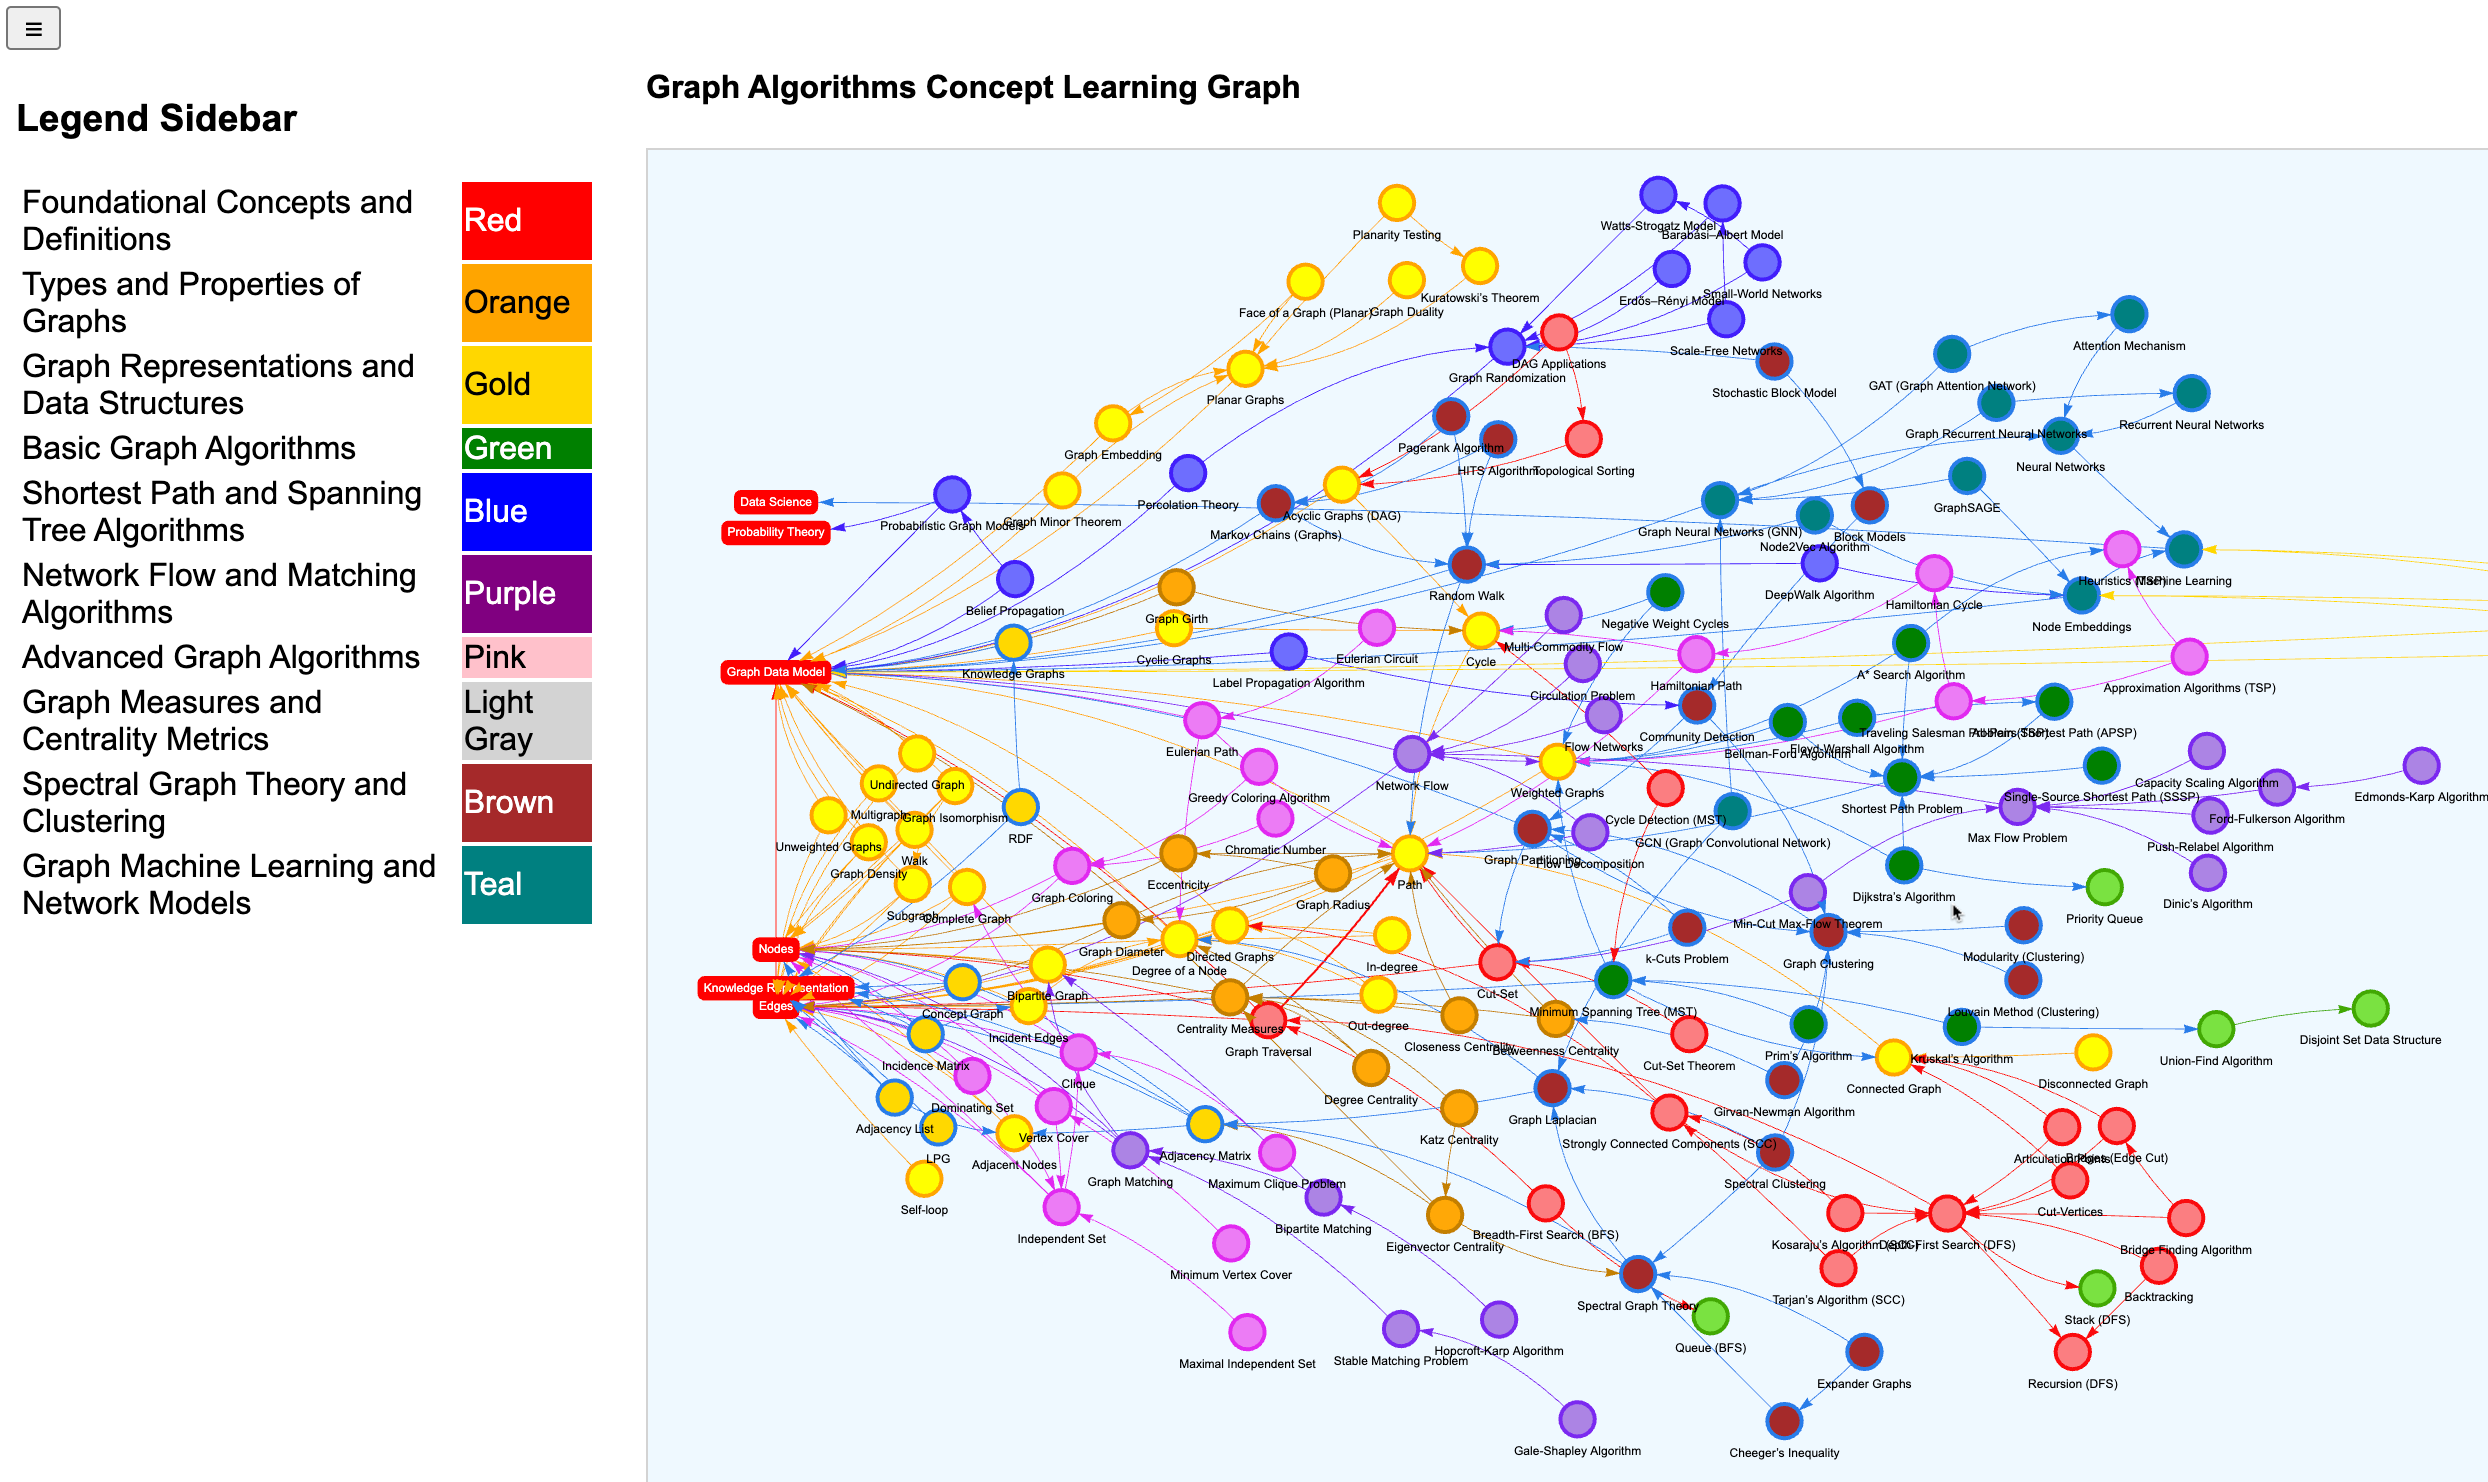 ≡
Graph Algorithms Concept Learning Graph
Legend Sidebar
Foundational Concepts and
Definitions
Red
Types and Properties of
Graphs
Orange
Graph Representations and
Data Structures
Gold
Basic Graph Algorithms
Green
Shortest Path and Spanning
Tree Algorithms
Blue
Network Flow and Matching
Algorithms
Purple
Advanced Graph Algorithms
Pink
Graph Measures and
Centrality Metrics
Light
Gray
Spectral Graph Theory and
Clustering
Brown
Graph Machine Learning and
Network Models
Teal
Planarity Testing
Watts-Strogatz Model
Barabási–Albert Model
Face of a Graph (Planar)
Graph Duality
Kuratowski's Theorem
Erdős–Rényi Model
Small-World Networks
Scale-Free Networks
DAG Applications
Graph Randomization
Stochastic Block Model
Attention Mechanism
GAT (Graph Attention Network)
Planar Graphs
Graph Embedding
Pagerank Algorithm
HITS Algorithm
Topological Sorting
Graph Recurrent Neural Networks
Recurrent Neural Networks
Neural Networks
Data Science
Probability Theory
Probabilistic Graph Models
Graph Minor Theorem
Percolation Theory
Acyclic Graphs (DAG)
Markov Chains (Graphs)
Graph Neural Networks (GNN)
Node2Vec Algorithm
Block Models
GraphSAGE
Belief Propagation
Random Walk
DeepWalk Algorithm
Heuristics (TSP)
Machine Learning
Hamiltonian Cycle
Node Embeddings
Graph Girth
Negative Weight Cycles
Multi-Commodity Flow
Graph Data Model
Knowledge Graphs
Cyclic Graphs
Label Propagation Algorithm
Eulerian Circuit
Cycle
Circulation Problem
Hamiltonian Path
A* Search Algorithm
Approximation Algorithms (TSP)
Eulerian Path
Flow Networks
Community Detection
Bellman-Ford Algorithm
Floyd-Warshall Algorithm
Traveling Salesman Problem (TSP)
All-Pairs Shortest Path (APSP)
Undirected Graph
Multigraph
Graph Isomorphism
Greedy Coloring Algorithm
Network Flow
Weighted Graphs
Shortest Path Problem
Single-Source Shortest Path (SSSP)
Capacity Scaling Algorithm
Edmonds-Karp Algorithm
Ford-Fulkerson Algorithm
Unweighted Graphs
Walk
RDF
Graph Density
Chromatic Number
Cycle Detection (MST)
GCN (Graph Convolutional Network)
Graph Partitioning
Flow Decomposition
Max Flow Problem
Push-Relabel Algorithm
Subgraph
Complete Graph
Graph Coloring
Eccentricity
Graph Radius
Path
Dijkstra's Algorithm
Priority Queue
Dinic's Algorithm
Nodes
Graph Diameter
Degree of a Node
Directed Graphs
In-degree
k-Cuts Problem
Min-Cut Max-Flow Theorem
Graph Clustering
Modularity (Clustering)
Knowledge Representation
Edges
Concept Graph
Bipartite Graph
Incident Edges
Centrality Measures
Graph Traversal
Out-degree
Cut-Set
Closeness Centrality
Betweenness Centrality
Minimum Spanning Tree (MST)
Louvain Method (Clustering)
Incidence Matrix
Dominating Set
Clique
Degree Centrality
Cut-Set Theorem
Prim's Algorithm
Kruskal's Algorithm
Connected Graph
Disconnected Graph
Union-Find Algorithm
Disjoint Set Data Structure
Adjacency List
LPG
Adjacent Nodes
Vertex Cover
Adjacency Matrix
Katz Centrality
Graph Laplacian
Girvan-Newman Algorithm
Strongly Connected Components (SCC)
Articulation Points
Bridges (Edge Cut)
Self-loop
Graph Matching
Maximum Clique Problem
Spectral Clustering
Cut-Vertices
Independent Set
Bipartite Matching
Eigenvector Centrality
Breadth-First Search (BFS)
Kosaraju's Algorithm (SCC)
Depth-First Search (DFS)
Bridge Finding Algorithm
Minimum Vertex Cover
Spectral Graph Theory
Tarjan's Algorithm (SCC)
Backtracking
Stack (DFS)
Maximal Independent Set
Stable Matching Problem
Hopcroft-Karp Algorithm
Queue (BFS)
Expander Graphs
Recursion (DFS)
Gale-Shapley Algorithm
Cheeger's Inequality